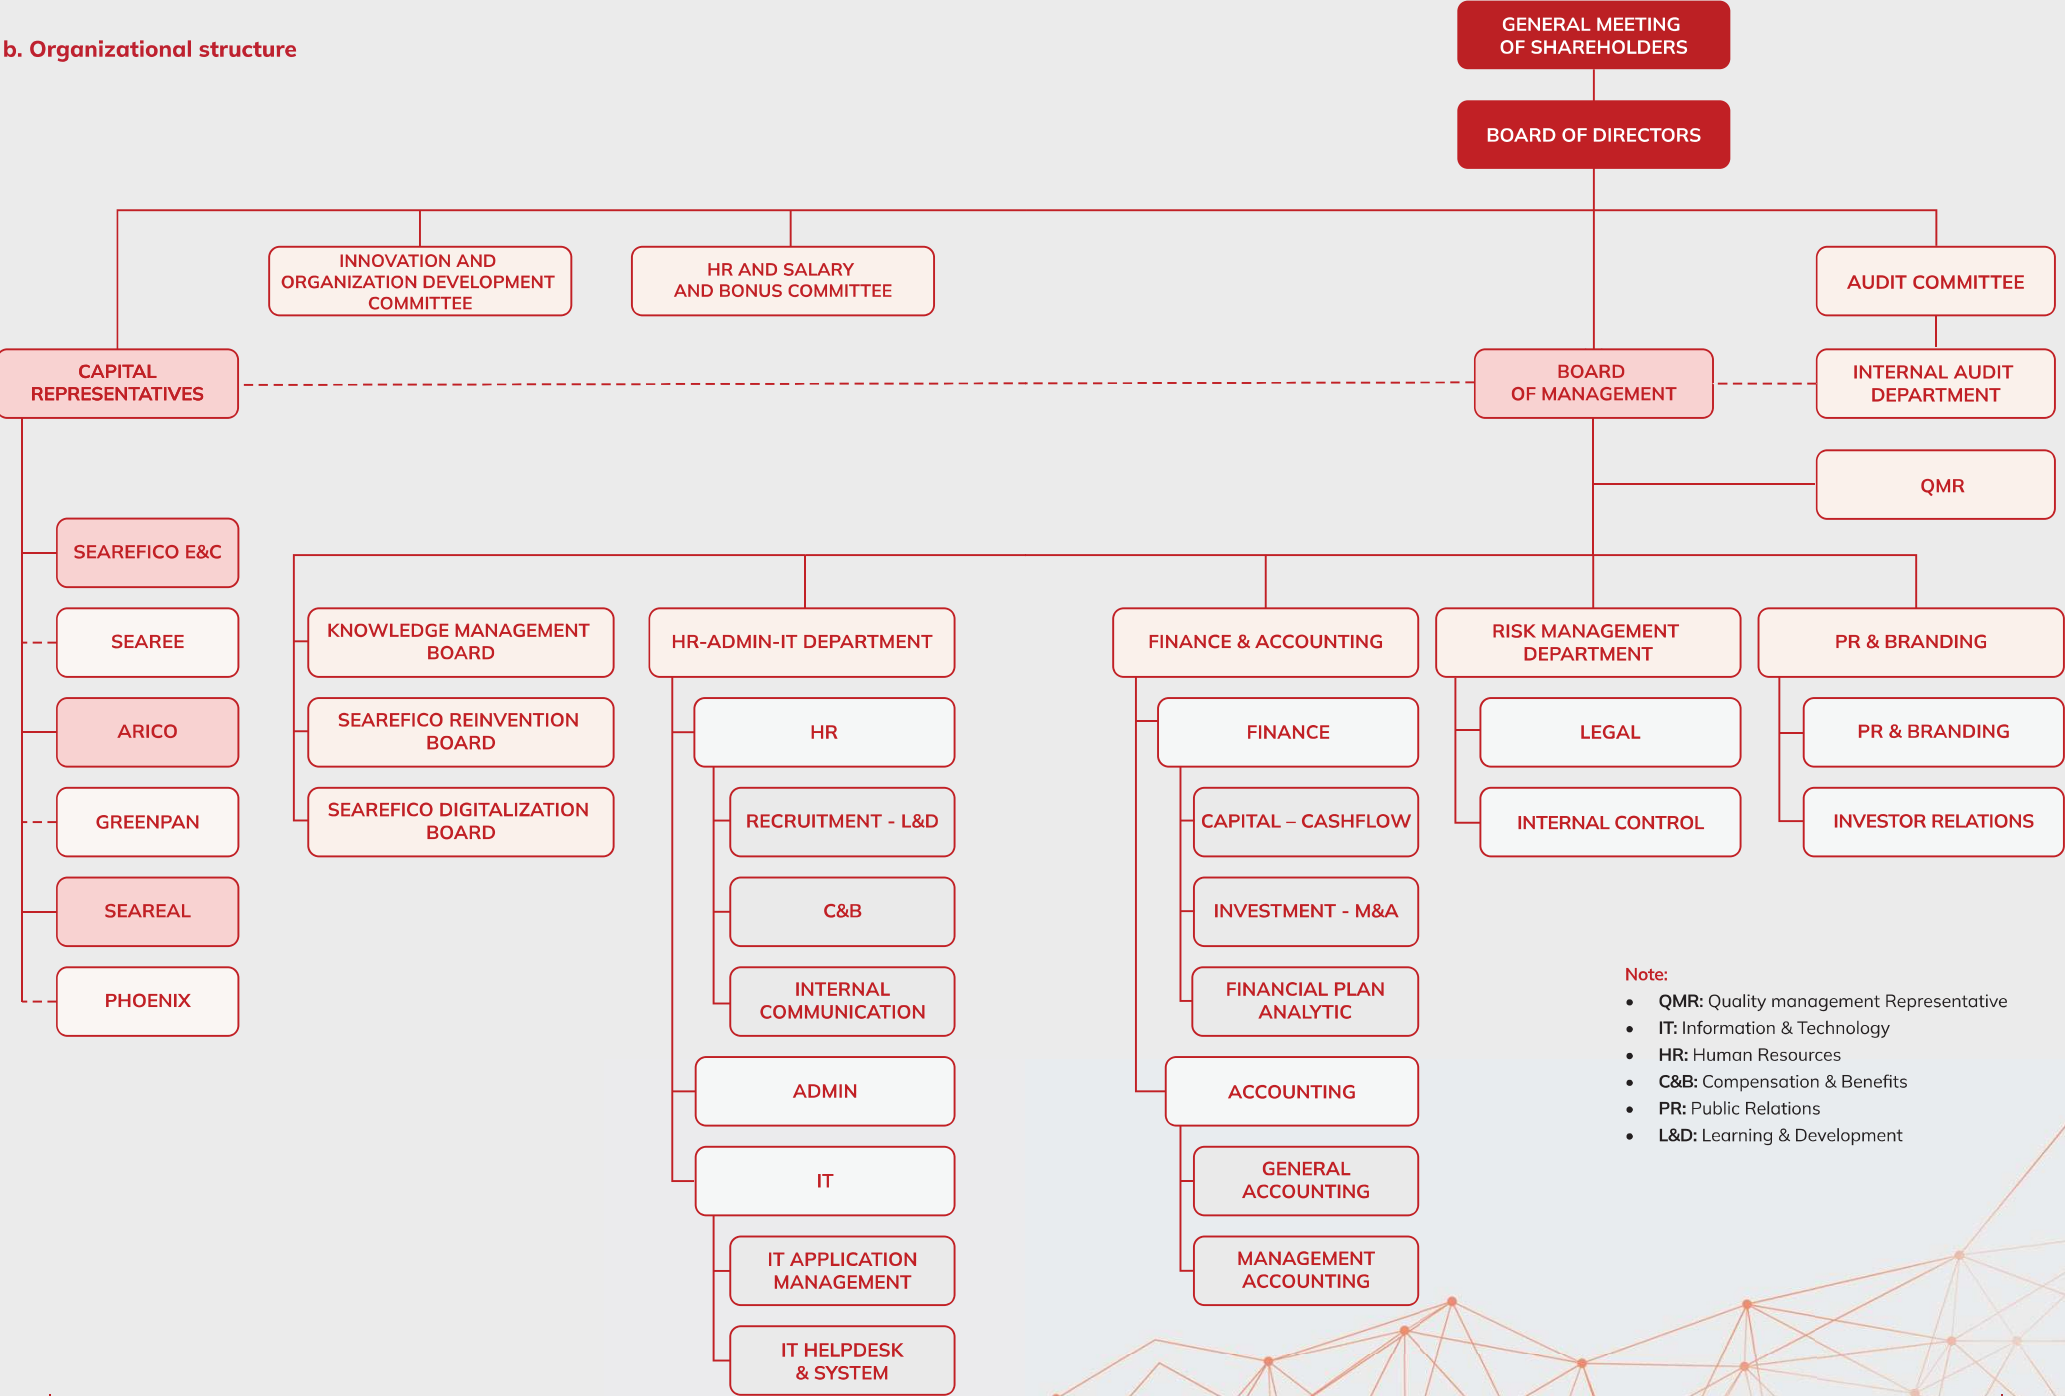 b. Organizational structure
GENERAL MEETING
OF SHAREHOLDERS
BOARD OF DIRECTORS
INNOVATION AND
ORGANIZATION DEVELOPMENT
COMMITTEE
HR AND SALARY
AND BONUS COMMITTEE
AUDIT COMMITTEE
CAPITAL
REPRESENTATIVES
BOARD
OF MANAGEMENT
INTERNAL AUDIT
DEPARTMENT
QMR
SEAREFICO E&C
SEAREE
ARICO
GREENPAN
SEAREAL
PHOENIX
KNOWLEDGE MANAGEMENT
BOARD
SEAREFICO REINVENTION
BOARD
SEAREFICO DIGITALIZATION
BOARD
HR-ADMIN-IT DEPARTMENT
HR
RECRUITMENT - L&D
C&B
INTERNAL
COMMUNICATION
ADMIN
IT
IT APPLICATION
MANAGEMENT
IT HELPDESK
& SYSTEM
FINANCE & ACCOUNTING
FINANCE
CAPITAL – CASHFLOW
INVESTMENT - M&A
FINANCIAL PLAN
ANALYTIC
ACCOUNTING
GENERAL
ACCOUNTING
MANAGEMENT
ACCOUNTING
RISK MANAGEMENT
DEPARTMENT
LEGAL
INTERNAL CONTROL
PR & BRANDING
PR & BRANDING
INVESTOR RELATIONS
Note:
• QMR: Quality management Representative
• IT: Information & Technology
• HR: Human Resources
• C&B: Compensation & Benefits
• PR: Public Relations
• L&D: Learning & Development